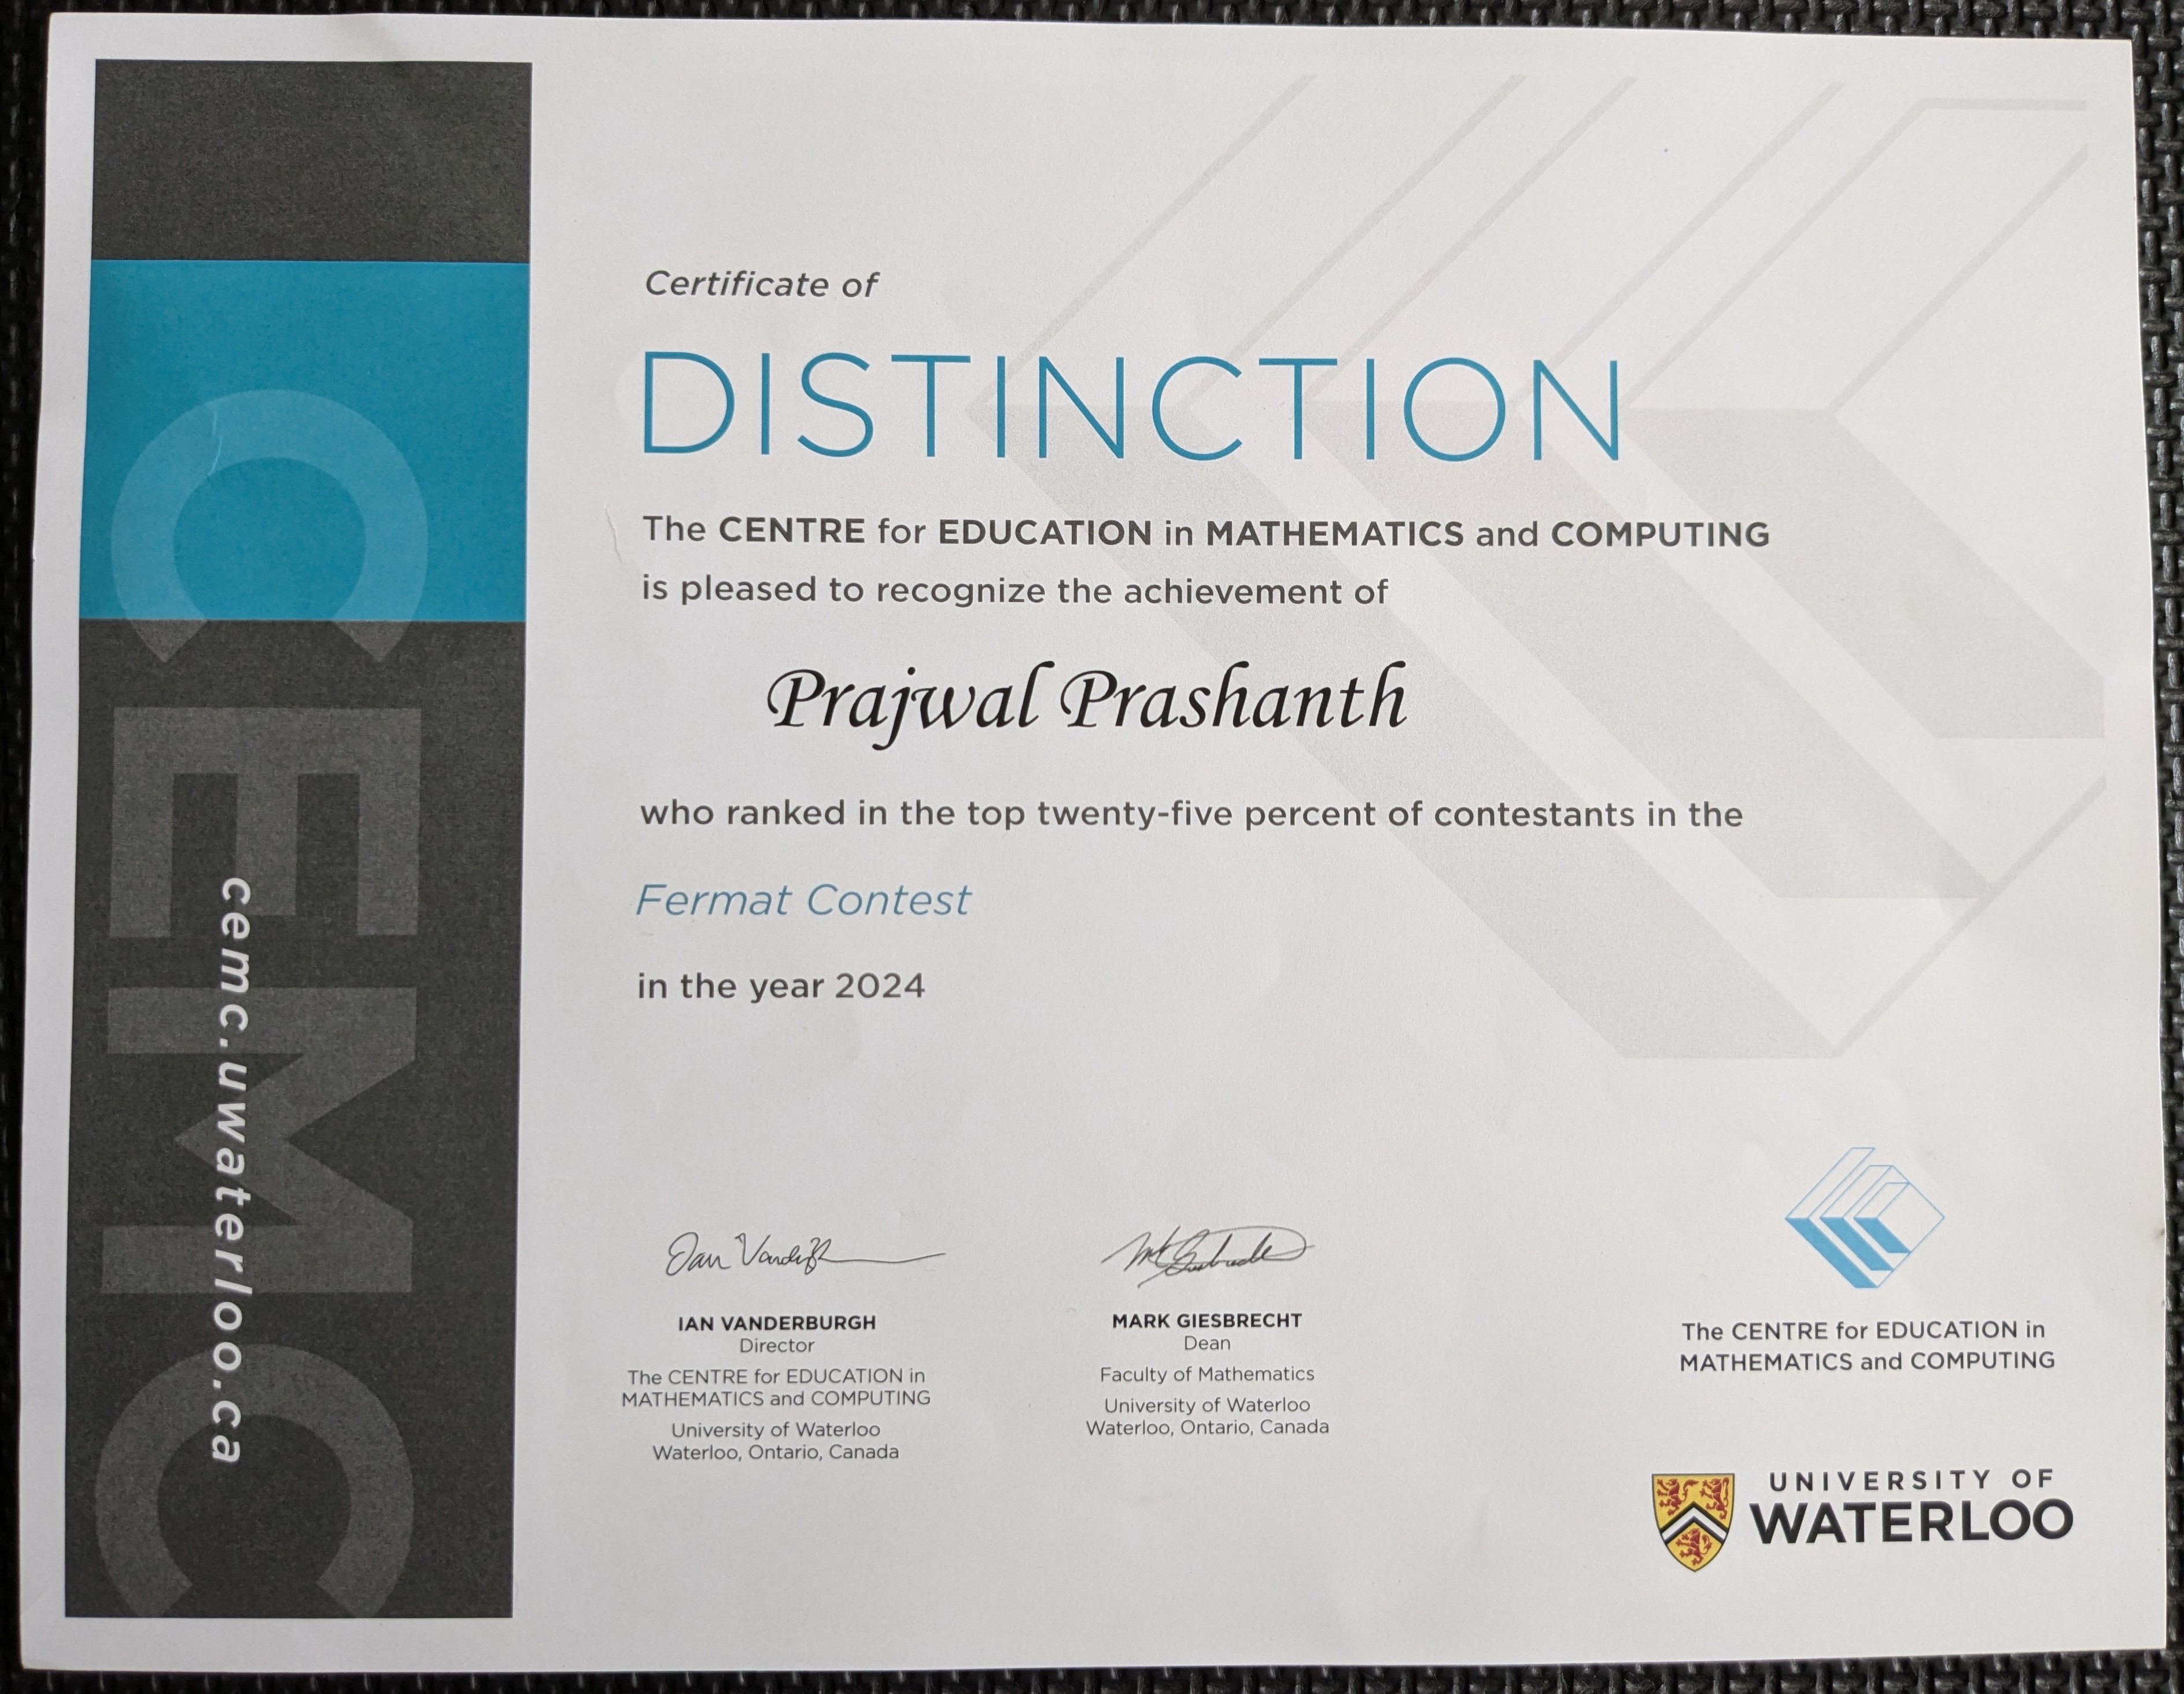 Certificate of
DISTINCTION
The CENTRE for EDUCATION in MATHEMATICS and COMPUTING
is pleased to recognize the achievement of
Prajwal Prashanth
who ranked in the top twenty-five percent of contestants in the
Fermat Contest
in the year 2024
CEMC
cemc.uwaterloo.ca
IAN VANDERBURGH
Director
The CENTRE for EDUCATION in
MATHEMATICS and COMPUTING
University of Waterloo
Waterloo, Ontario, Canada
MARK GIESBRECHT
Dean
Faculty of Mathematics
University of Waterloo
Waterloo, Ontario, Canada
The CENTRE for EDUCATION in
MATHEMATICS and COMPUTING
UNIVERSITY OF
WATERLOO